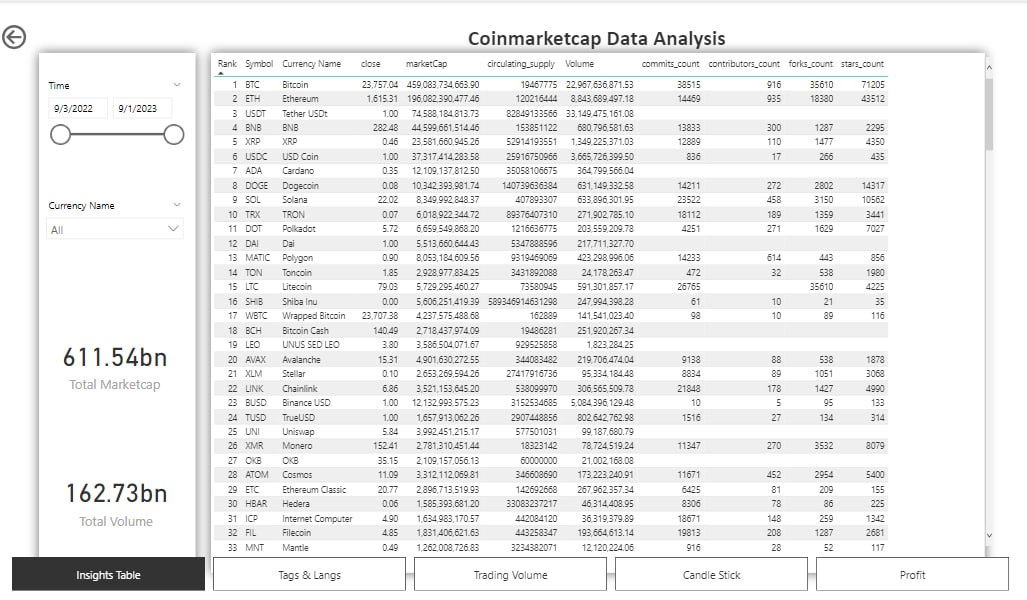 Coinmarketcap Data Analysis
Time
9/3/2022 9/1/2023
Currency Name
All
611.54bn
Total Marketcap
162.73bn
Total Volume
Rank Symbol Currency Name close marketCap circulating_supply Volume commits_count contributors_count forks_count stars_count
1 BTC Bitcoin 23,757.04 459,083,734,663.90 19467775 22,967,636,871.53 38515 916 35610 71205
2 ETH Ethereum 1,615.31 196,082,390,477.46 120216444 8,843,689,497.18 14469 935 18380 43512
3 USDT Tether USDt 1.00 74,588,184,813.73 82849133566 33,149,475,161.08
4 BNB BNB 282.48 44,599,661,514.46 153851122 680,796,581.63 13833 300 1287 2295
5 XRP XRP 0.46 23,581,660,945.26 52914193551 1,349,225,371.03 12889 110 1477 4350
6 USDC USD Coin 1.00 37,317,414,283.58 25916750966 3,665,726,399.50 836 17 266 435
7 ADA Cardano 0.35 12,109,137,812.50 35058106675 364,799,566.04
8 DOGE Dogecoin 0.08 10,342,393,981.74 140739636384 631,149,332.58 14211 272 2802 14317
9 SOL Solana 22.02 8,349,992,848.37 407893307 633,896,301.95 23522 458 3150 10562
10 TRX TRON 0.07 6,018,922,344.72 89376407310 271,902,785.10 18112 189 1359 3441
11 DOT Polkadot 5.72 6,659,549,868.20 1216636775 203,559,209.78 4251 271 1629 7027
12 DAI Dai 1.00 5,513,660,644.43 5347888596 217,711,327.70
13 MATIC Polygon 0.90 8,053,184,609.56 9319469069 423,298,996.06 14233 614 443 856
14 TON Toncoin 1.85 2,928,977,834.25 3431892088 24,178,263.47 472 32 538 1980
15 LTC Litecoin 79.03 5,729,295,460.27 73580945 591,301,857.17 26765 35610 4225
16 SHIB Shiba Inu 0.00 5,606,251,419.39 589346914631298 247,994,398.28 61 10 21 35
17 WBTC Wrapped Bitcoin 23,707.38 4,237,575,488.68 162889 141,541,023.40 98 10 89 116
18 BCH Bitcoin Cash 140.49 2,718,437,974.09 19486281 251,920,267.34
19 LEO UNUS SED LEO 3.80 3,586,504,071.67 929525858 1,823,284.25
20 AVAX Avalanche 15.31 4,901,630,272.55 344083482 219,706,474.04 9138 88 538 1878
21 XLM Stellar 0.10 2,653,269,594.26 27417916736 95,334,184.48 8834 89 1051 3068
22 LINK Chainlink 6.86 3,521,153,645.20 538099970 306,565,509.78 21848 178 1427 4990
23 BUSD Binance USD 1.00 12,132,993,575.23 3152534685 5,084,396,129.48 10 5 95 133
24 TUSD TrueUSD 1.00 1,657,913,062.26 2907448856 802,642,762.98 1516 27 134 314
25 UNI Uniswap 5.84 3,992,451,215.17 577501031 99,187,680.79
26 XMR Monero 152.41 2,781,310,451.44 18323142 78,724,519.24 11347 270 3532 8079
27 OKB OKB 35.15 2,109,157,056.13 60000000 21,002,168.08
28 ATOM Cosmos 11.09 3,312,112,069.81 346608690 173,223,240.91 11671 452 2954 5400
29 ETC Ethereum Classic 20.77 2,896,713,519.93 142692668 267,962,357.34 6425 81 209 155
30 HBAR Hedera 0.06 1,585,393,681.20 33083237217 46,314,408.95 8306 78 86 225
31 ICP Internet Computer 4.90 1,634,983,170.57 442084120 36,319,379.89 18671 148 259 1342
32 FIL Filecoin 4.85 1,831,406,621.63 443258347 193,664,613.14 19813 208 1287 2681
33 MNT Mantle 0.49 1,262,008,726.83 3234382071 12,120,224.06 916 28 52 117
Insights Table Tags & Langs Trading Volume Candle Stick Profit